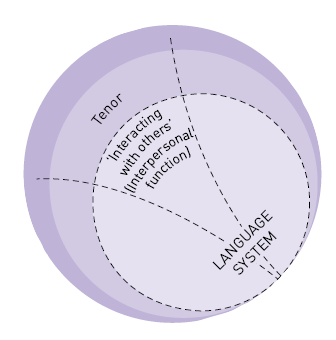 Tenor
‘Interacting
with others’
(Interpersonal
function)
LANGUAGE
SYSTEM